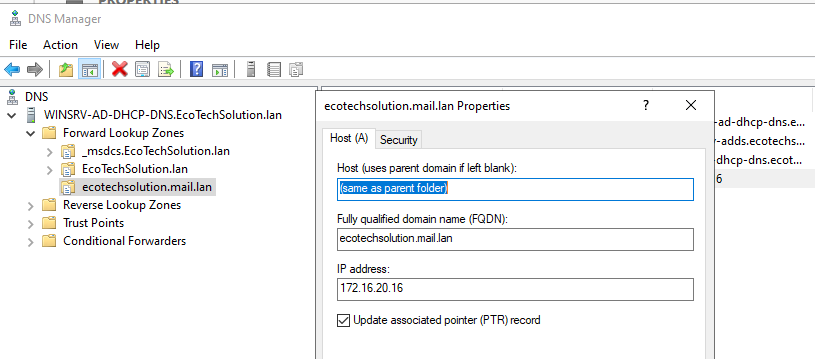 PROPERTIES
DNS Manager
File Action View Help
DNS
WINSRV-AD-DHCP-DNS.EcoTechSolution.lan
Forward Lookup Zones
_msdcs.EcoTechSolution.lan
EcoTechSolution.lan
ecotechsolution.mail.lan
Reverse Lookup Zones
Trust Points
Conditional Forwarders
ecotechsolution.mail.lan Properties
Host (A) Security
Host (uses parent domain if left blank):
(same as parent folder)
Fully qualified domain name (FQDN):
ecotechsolution.mail.lan
IP address:
172.16.20.16
Update associated pointer (PTR) record
-ad-dhcp-dns.e...
-adds.ecotechs...
-dhcp-dns.ecot...
6